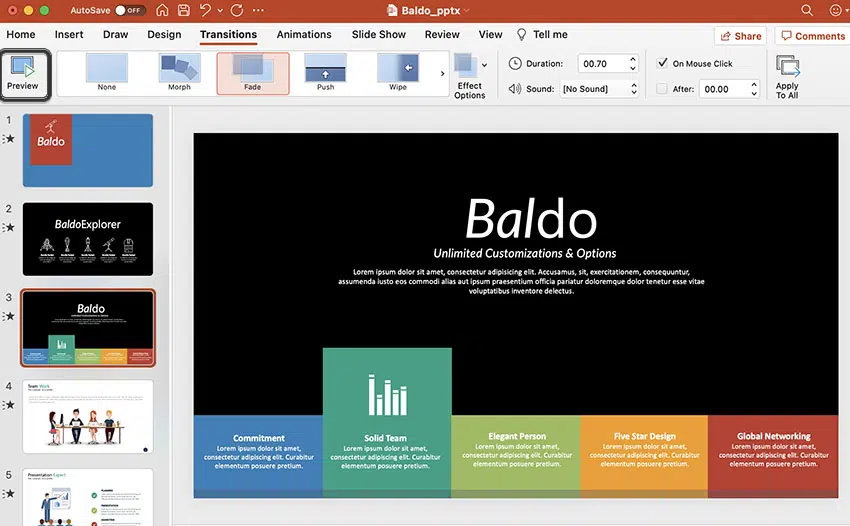 AutoSave OFF
Baldo_pptx
Home Insert Draw Design Transitions Animations Slide Show Review View Tell me Share Comments
Preview
None
Morph
Fade
Push
Wipe
Effect
Options
Duration: 00.70
Sound: [No Sound]
On Mouse Click
After: 00.00
Apply
To All
1
Baldo
2
BaldoExplorer
3
Baldo
Unlimited Customizations & Options
4
Team Work
5
Presentation Expert
Baldo
Unlimited Customizations & Options
Lorem ipsum dolor sit amet, consectetur adipisicing elit. Accusamus, sit, exercitationem, consequuntur,
assumenda iusto eos commodi alias aut ipsum praesentium officia pariatur doloremque dolor tenetur esse vitae
voluptatibus inventore delectus.
Commitment
Lorem ipsum dolor sit amet,
consectetur adipiscing elit. Curabitur
elementum posuere pretium.
Solid Team
Lorem ipsum dolor sit amet,
consectetur adipiscing elit. Curabitur
elementum posuere pretium.
Elegant Person
Lorem ipsum dolor sit amet,
consectetur adipiscing elit. Curabitur
elementum posuere pretium.
Five Star Design
Lorem ipsum dolor sit amet,
consectetur adipiscing elit. Curabitur
elementum posuere pretium.
Global Networking
Lorem ipsum dolor sit amet,
consectetur adipiscing elit. Curabitur
elementum posuere pretium.